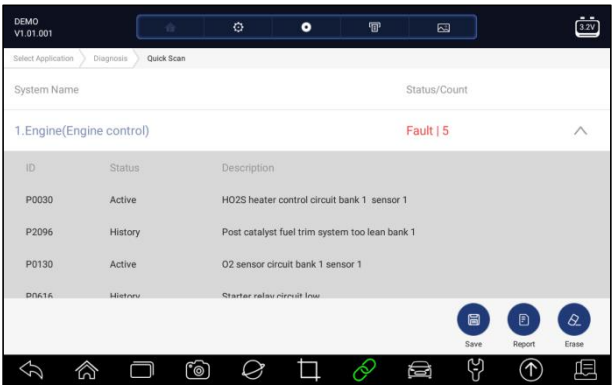 DEMO
V1.01.001
3.2V
Select Application Diagnosis Quick Scan
System Name Status/Count
1.Engine(Engine control) Fault | 5
ID Status Description
P0030 Active HO2S heater control circuit bank 1 sensor 1
P2096 History Post catalyst fuel trim system too lean bank 1
P0130 Active O2 sensor circuit bank 1 sensor 1
P0616 History Starter relay circuit low
Save Report Erase